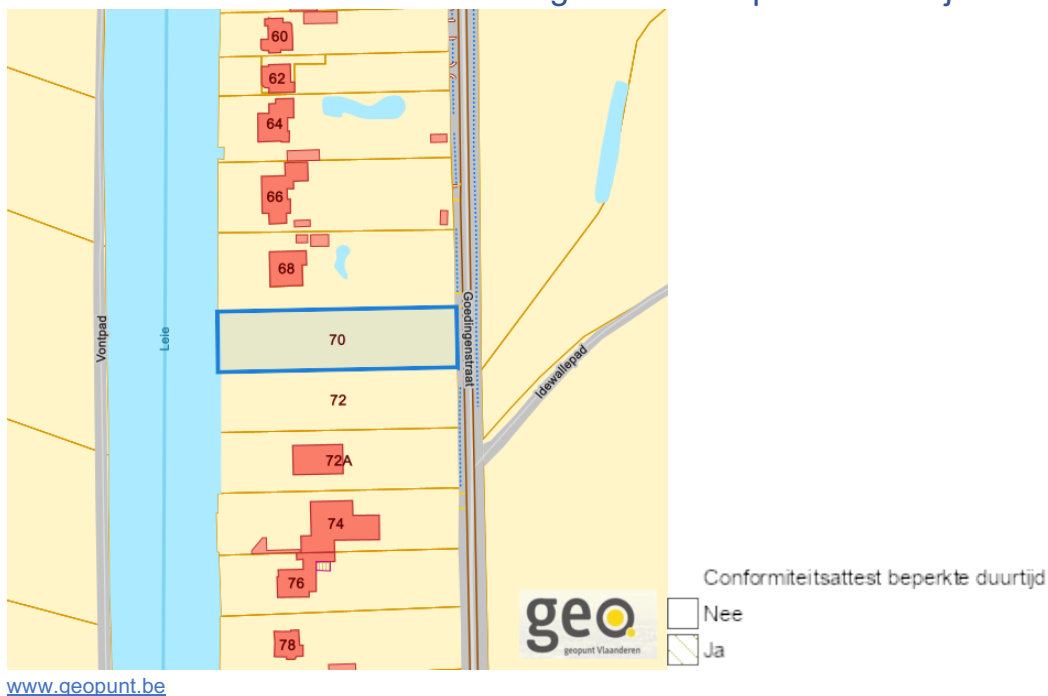 60
62
64
66
68
70
72
72A
74
76
78
Vontpad
Leie
Goedingenstraat
Idewallepad
geo
geopunt Vlaanderen
Conformiteitsattest beperkte duurtijd
Nee
Ja
www.geopunt.be